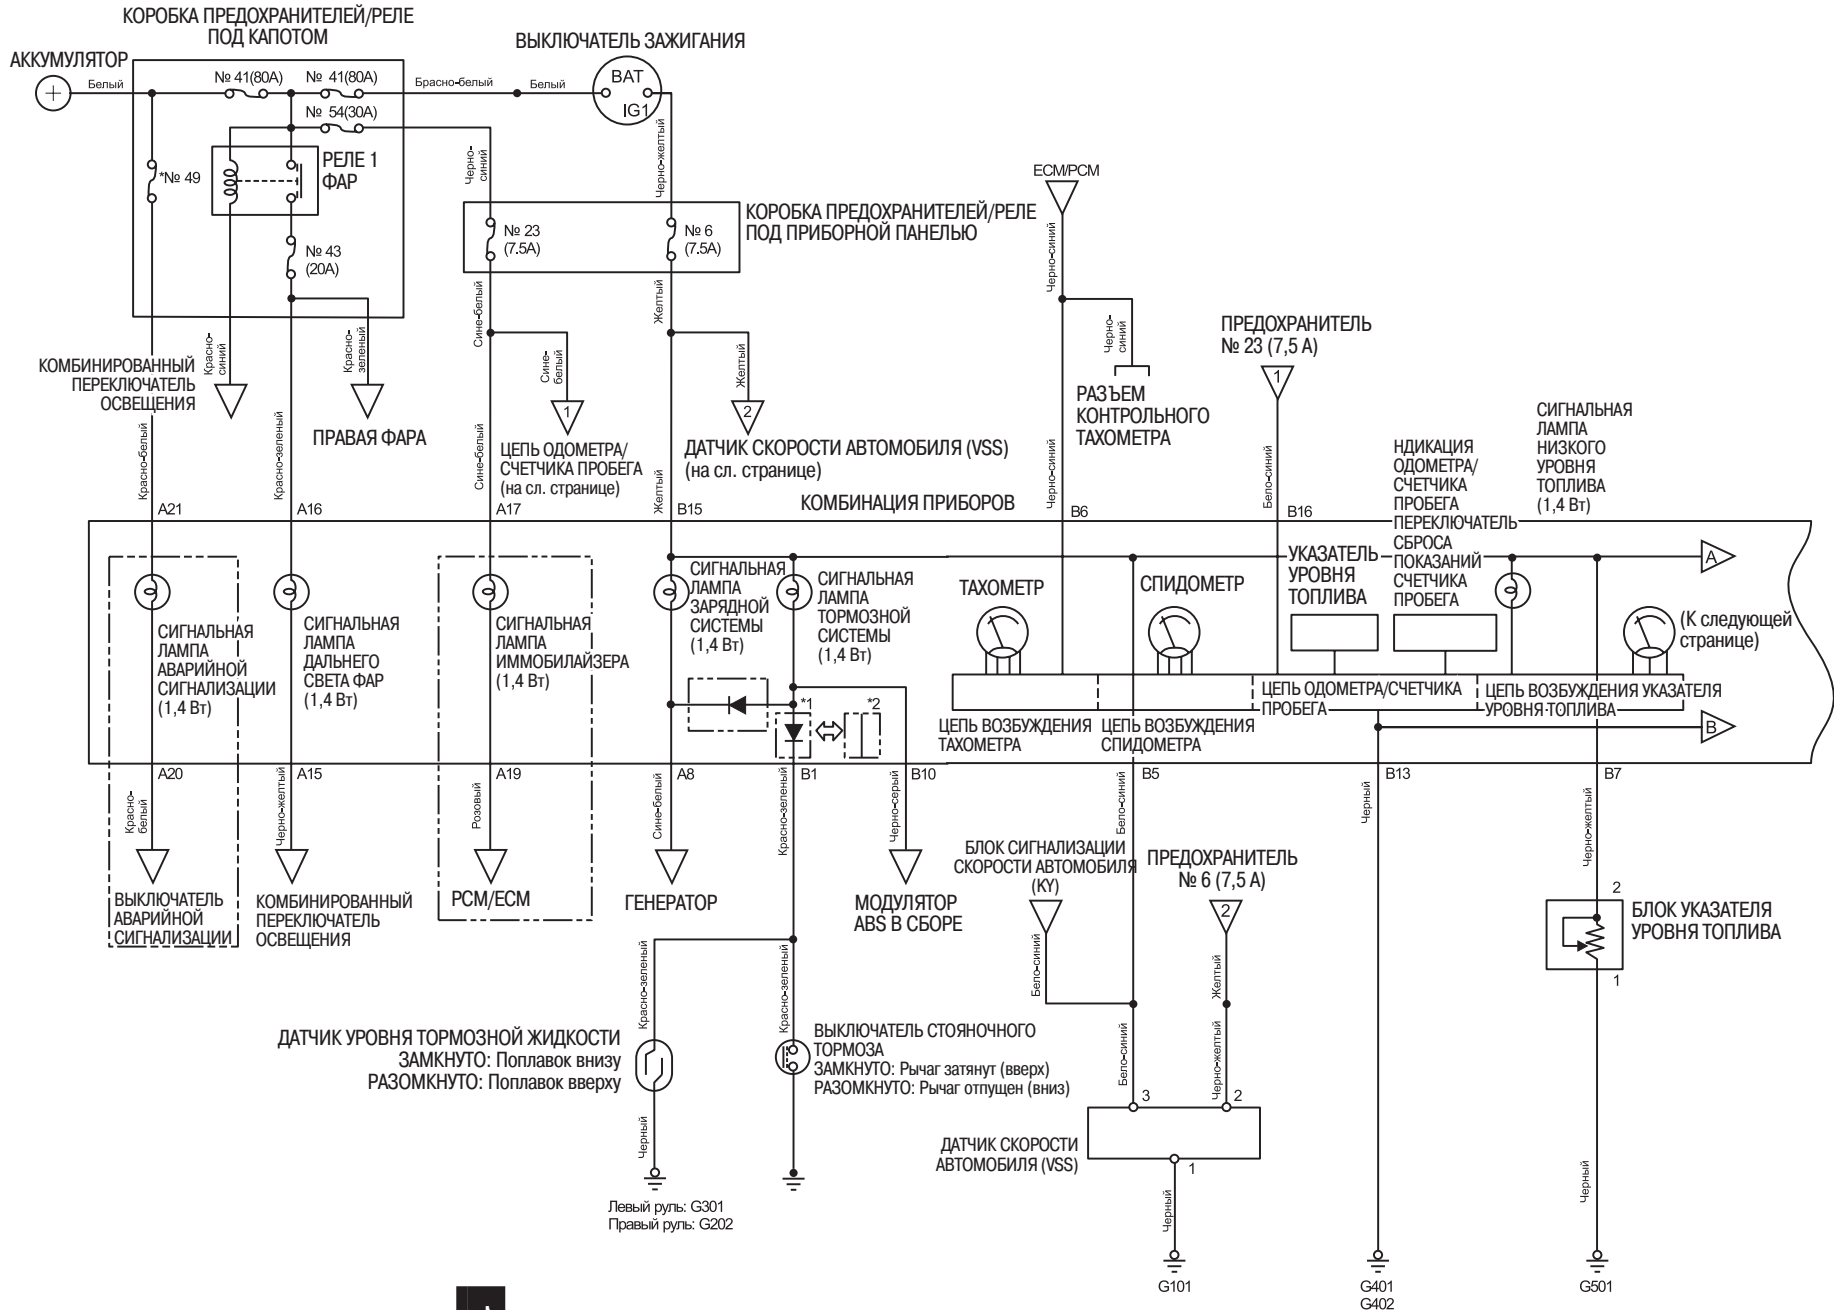 КОРОБКА ПРЕДОХРАНИТЕЛЕЙ/РЕЛЕ
ПОД КАПОТОМ
АККУМУЛЯТОР
ВЫКЛЮЧАТЕЛЬ ЗАЖИГАНИЯ
Белый
№ 41(80A)
№ 41(80A)
Брасно-белый
Белый
BAT
IG1
№ 54(30A)
*№ 49
РЕЛЕ 1
ФАР
№ 43
(20A)
Черно-
синий
Черно-желтый
№ 23
(7.5A)
№ 6
(7.5A)
КОРОБКА ПРЕДОХРАНИТЕЛЕЙ/РЕЛЕ
ПОД ПРИБОРНОЙ ПАНЕЛЬЮ
ECM/PCM
Черно-синий
Черно-
синий
РАЗЪЕМ
КОНТРОЛЬНОГО
ТАХОМЕТРА
ПРЕДОХРАНИТЕЛЬ
№ 23 (7,5 А)
1
КОМБИНИРОВАННЫЙ
ПЕРЕКЛЮЧАТЕЛЬ
ОСВЕЩЕНИЯ
Красно-
синий
Красно-
зеленый
ПРАВАЯ ФАРА
Сине-белый
Сине-
белый
1
ЦЕПЬ ОДОМЕТРА/
СЧЕТЧИКА ПРОБЕГА
(на сл. странице)
Желтый
Желтый
2
ДАТЧИК СКОРОСТИ АВТОМОБИЛЯ (VSS)
(на сл. странице)
НДИКАЦИЯ
ОДОМЕТРА/
СЧЕТЧИКА
ПРОБЕГА
ПЕРЕКЛЮЧАТЕЛЬ
СБРОСА
ПОКАЗАНИЙ
СЧЕТЧИКА
ПРОБЕГА
СИГНАЛЬНАЯ
ЛАМПА
НИЗКОГО
УРОВНЯ
ТОПЛИВА
(1,4 Вт)
Красно-белый
Красно-зеленый
Сине-белый
Желтый
Черно-синий
Бело-синий
A21
A16
A17
B15
КОМБИНАЦИЯ ПРИБОРОВ
B6
B16
СИГНАЛЬНАЯ
ЛАМПА
АВАРИЙНОЙ
СИГНАЛИЗАЦИИ
(1,4 Вт)
СИГНАЛЬНАЯ
ЛАМПА
ДАЛЬНЕГО
СВЕТА ФАР
(1,4 Вт)
СИГНАЛЬНАЯ
ЛАМПА
ИММОБИЛАЙЗЕРА
(1,4 Вт)
СИГНАЛЬНАЯ
ЛАМПА
ЗАРЯДНОЙ
СИСТЕМЫ
(1,4 Вт)
СИГНАЛЬНАЯ
ЛАМПА
ТОРМОЗНОЙ
СИСТЕМЫ
(1,4 Вт)
ТАХОМЕТР
СПИДОМЕТР
УКАЗАТЕЛЬ
УРОВНЯ
ТОПЛИВА
A
(К следующей
странице)
*1
*2
ЦЕПЬ ВОЗБУЖДЕНИЯ
ТАХОМЕТРА
ЦЕПЬ ВОЗБУЖДЕНИЯ
СПИДОМЕТРА
ЦЕПЬ ОДОМЕТРА/СЧЕТЧИКА
ПРОБЕГА
ЦЕПЬ ВОЗБУЖДЕНИЯ УКАЗАТЕЛЯ
УРОВНЯ ТОПЛИВА
B
A20
A15
A19
A8
B1
B10
B5
B13
B7
Красно-
белый
Черно-желтый
Розовый
Сине-белый
Красно-зеленый
Черно-серый
Бело-синий
Черный
Черно-желтый
ВЫКЛЮЧАТЕЛЬ
АВАРИЙНОЙ
СИГНАЛИЗАЦИИ
КОМБИНИРОВАННЫЙ
ПЕРЕКЛЮЧАТЕЛЬ
ОСВЕЩЕНИЯ
PCM/ECM
ГЕНЕРАТОР
МОДУЛЯТОР
ABS В СБОРЕ
БЛОК СИГНАЛИЗАЦИИ
СКОРОСТИ АВТОМОБИЛЯ
(KY)
ПРЕДОХРАНИТЕЛЬ
№ 6 (7,5 А)
2
2
БЛОК УКАЗАТЕЛЯ
УРОВНЯ ТОПЛИВА
1
Красно-зеленый
Красно-зеленый
Бело-синий
Желтый
ДАТЧИК УРОВНЯ ТОРМОЗНОЙ ЖИДКОСТИ
ЗАМКНУТО: Поплавок внизу
РАЗОМКНУТО: Поплавок вверху
ВЫКЛЮЧАТЕЛЬ СТОЯНОЧНОГО
ТОРМОЗА
ЗАМКНУТО: Рычаг затянут (вверх)
РАЗОМКНУТО: Рычаг отпущен (вниз)
Бело-синий
Черно-желтый
3
2
Черный
ДАТЧИК СКОРОСТИ
АВТОМОБИЛЯ (VSS)
1
Черный
Черный
Левый руль: G301
Правый руль: G202
G101
G401
G402
G501